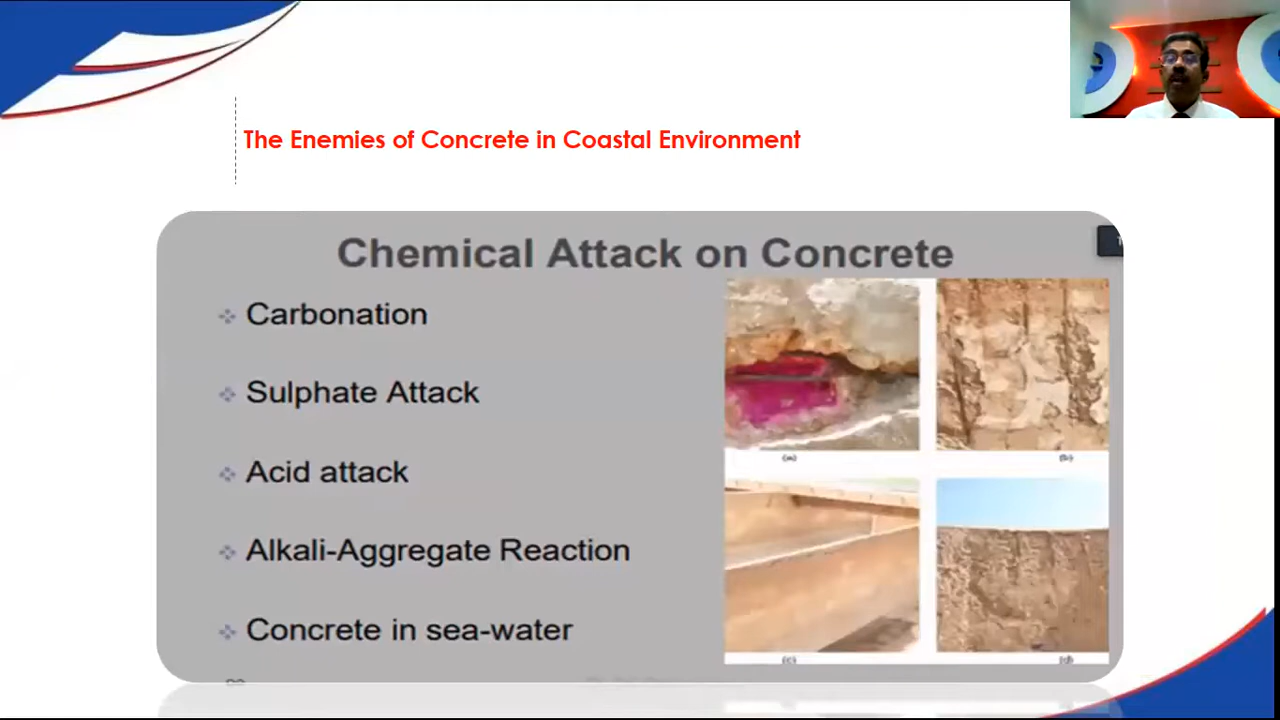 The Enemies of Concrete in Coastal Environment
Chemical Attack on Concrete
Carbonation
Sulphate Attack
Acid attack
Alkali-Aggregate Reaction
Concrete in sea-water
(a)
(b)
(c)
(d)